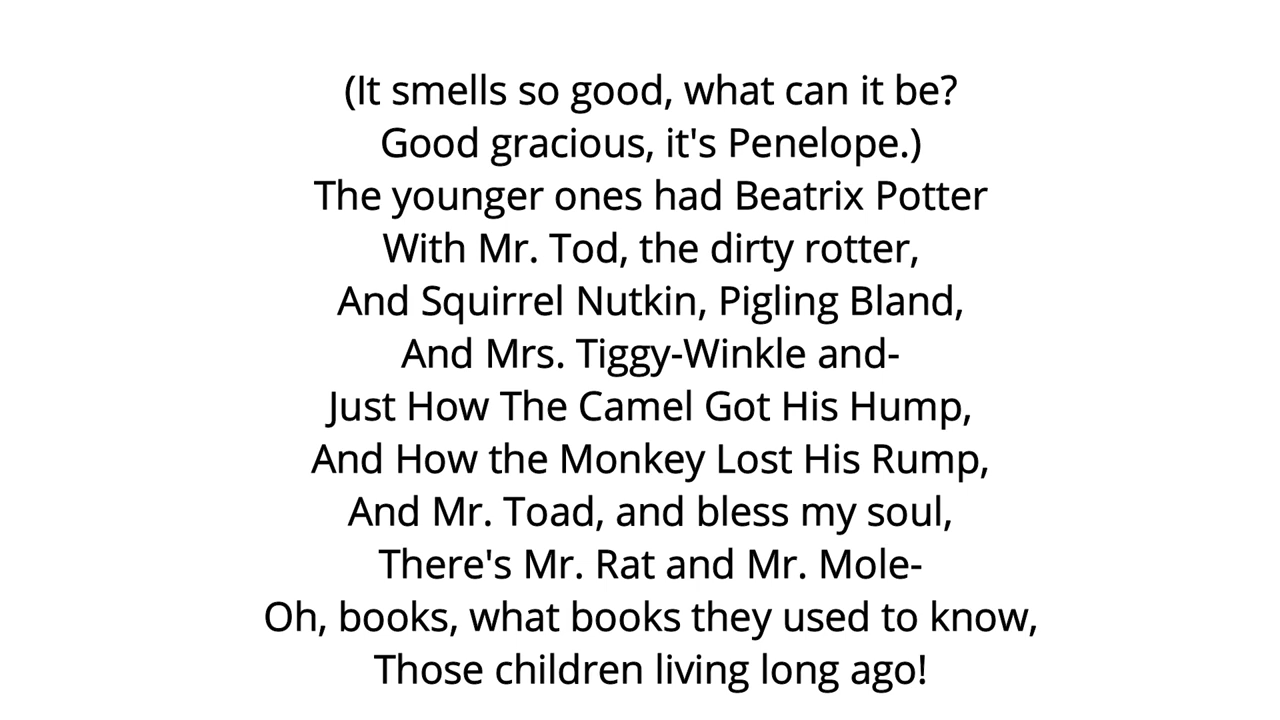 (It smells so good, what can it be?
Good gracious, it's Penelope.)
The younger ones had Beatrix Potter
With Mr. Tod, the dirty rotter,
And Squirrel Nutkin, Pigling Bland,
And Mrs. Tiggy-Winkle and-
Just How The Camel Got His Hump,
And How the Monkey Lost His Rump,
And Mr. Toad, and bless my soul,
There's Mr. Rat and Mr. Mole-
Oh, books, what books they used to know,
Those children living long ago!